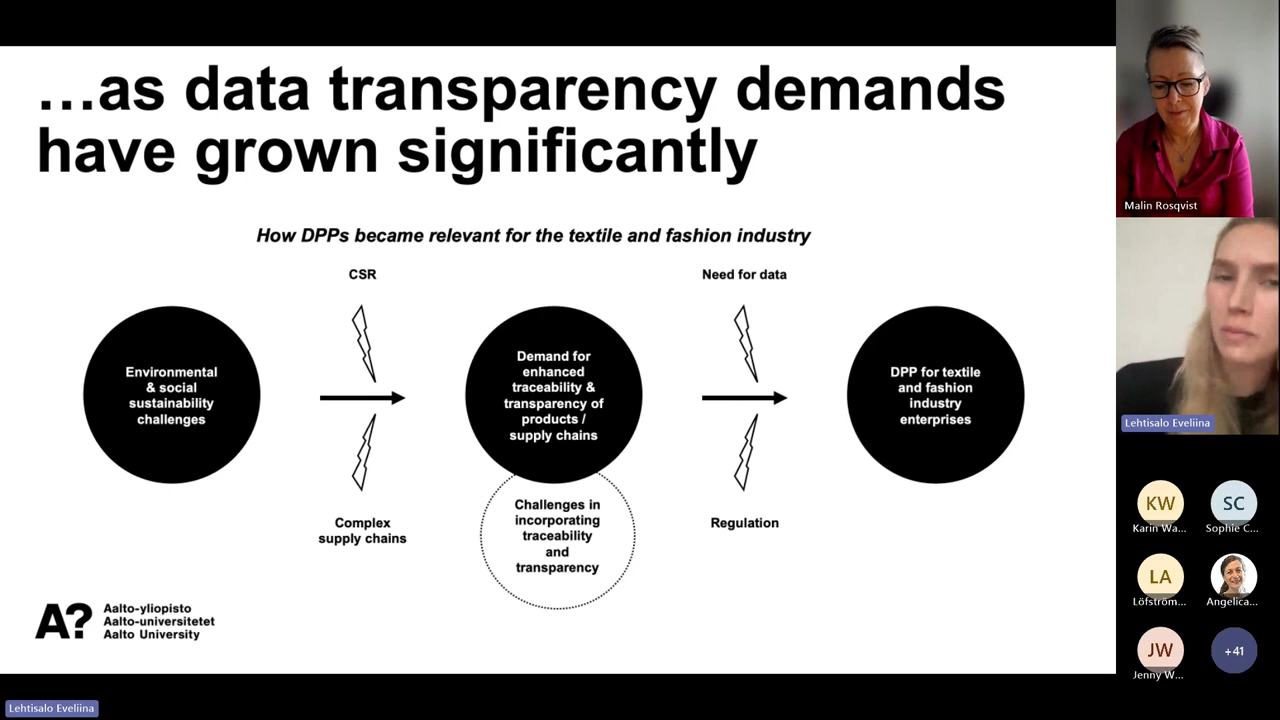 ...as data transparency demands
have grown significantly
How DPPs became relevant for the textile and fashion industry
CSR
Need for data
Environmental
& social
sustainability
challenges
Demand for
enhanced
traceability &
transparency of
products /
supply chains
DPP for textile
and fashion
industry
enterprises
Challenges in
incorporating
traceability
and
transparency
Complex
supply chains
Regulation
A?
Aalto-yliopisto
Aalto-universitetet
Aalto University
Malin Rosqvist
Lehtisalo Eveliina
KW
Karin Wa...
SC
Sophie C...
LA
Löfström...
Angelica...
JW
Jenny W...
+41
Lehtisalo Eveliina